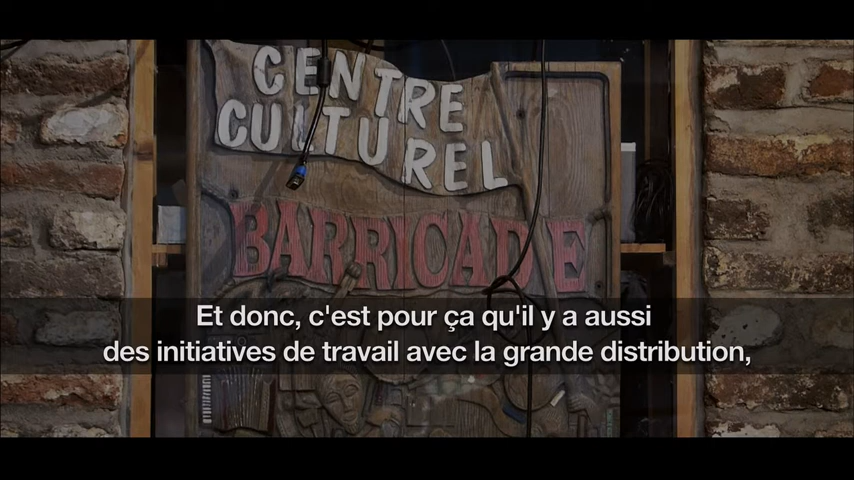 CENTRE
CULTUREL
BARRICADE
Et donc, c'est pour ça qu'il y a aussi
des initiatives de travail avec la grande distribution,